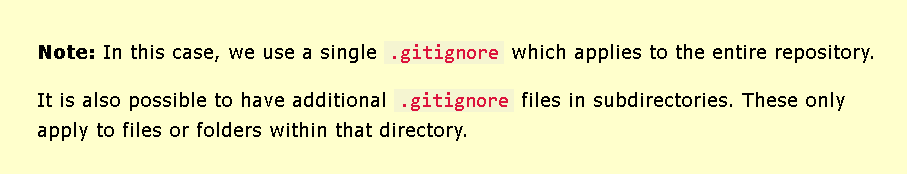 Note: In this case, we use a single .gitignore which applies to the entire repository.
It is also possible to have additional .gitignore files in subdirectories. These only
apply to files or folders within that directory.